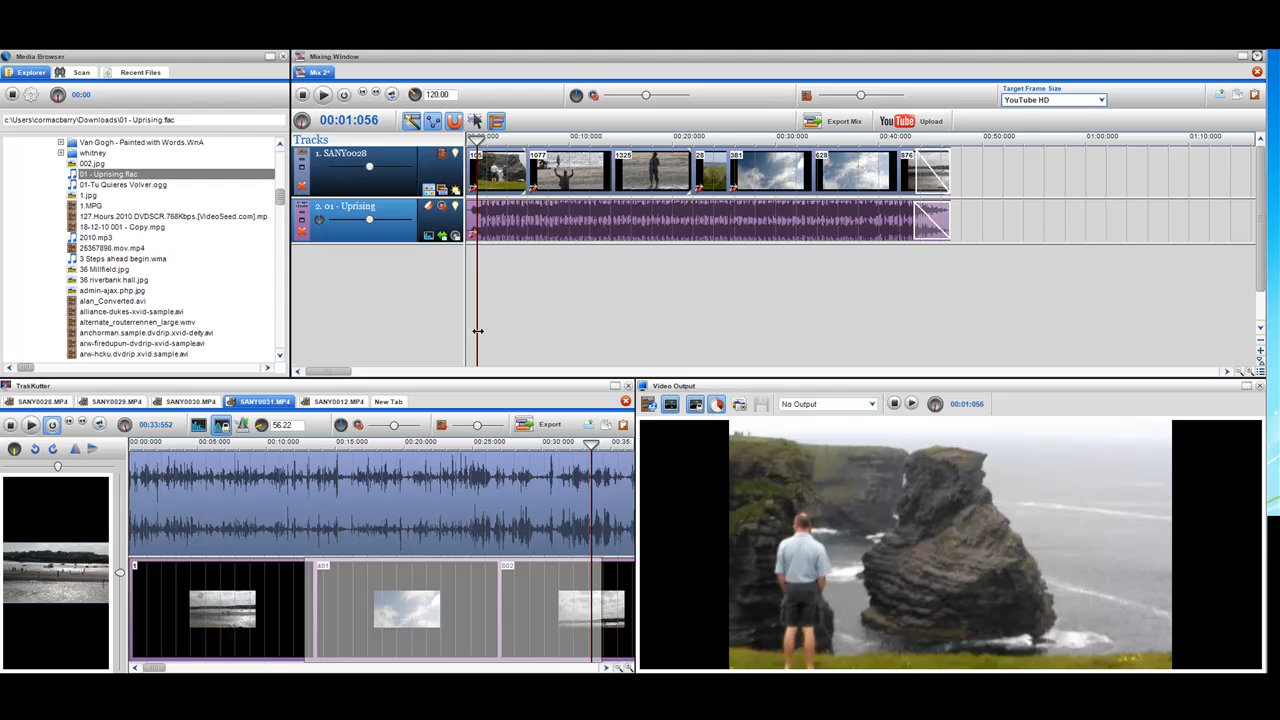 Media Browser
Explorer Scan Recent Files
00:00
c:\Users\cormacbarry\Downloads\01 - Uprising.flac
Van Gogh - Painted with Words.WnA
whitney
002.jpg
01 - Uprising.flac
01-Tu Quieres Volver.ogg
1.jpg
1.MPG
127.Hours.2010.DVDSCR.768Kbps.[VideoSeed.com].mp
18-12-10 001 - Copy.mpg
2010.mp3
25357898.mov.mp4
3 Steps ahead begin.wma
36 Millfield.jpg
36 riverbank hall.jpg
admin-ajax.php.jpg
alan_Converted.avi
alliance-dukes-xvid-sample.avi
alternate_routerrennen_large.wmv
anchorman.sample.dvdrip.xvid-deity.avi
arw-firedupun-dvdrip-xvid-sampleavi
arw-hcku.dvdrip.xvid.sample.avi
Mixing Window
Mix 2*
120.00
Target Frame Size
YouTube HD
00:01:056
Export Mix YouTube Upload
Tracks
00:10:000 00:20:000 00:30:000 00:40:000 00:50:000 01:00:000 01:10:000
1. SANY0028
105 1077 1325 28 381 628 876
2. 01 - Uprising
TrakKutter
SANY0028.MP4 SANY0029.MP4 SANY0030.MP4 SANY0031.MP4 SANY0012.MP4 New Tab
00:33:552 56.22 Export
00:00:000 00:05:000 00:10:000 00:15:000 00:20:000 00:25:000 00:30:000 00:35:
1 401 802
Video Output
No Output 00:01:056